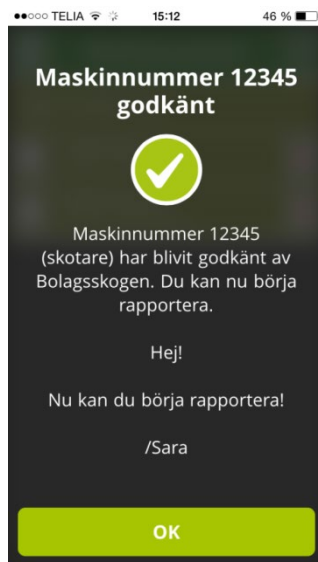 TELIA 15:12 46 %
Maskinnummer 12345
godkänt
Maskinnummer 12345
(skotare) har blivit godkänt av
Bolagsskogen. Du kan nu börja
rapportera.
Hej!
Nu kan du börja rapportera!
/Sara
OK